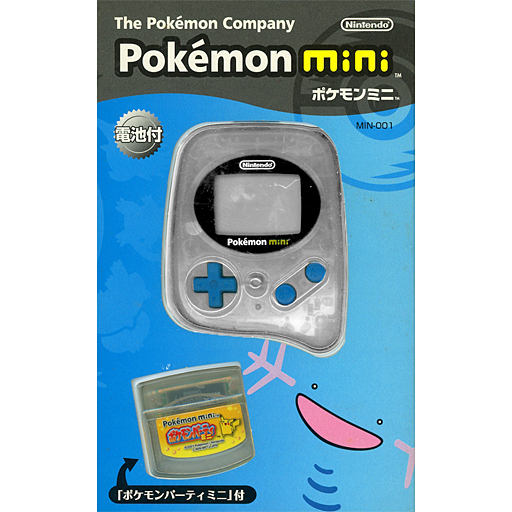 The Pokémon Company
Nintendo
Pokémon mini
TM
ポケモンミニ
TM
電池付
MIN-001
Nintendo
Pokémon mini
Pokémon mini
ポケモンパーティ
ミニ
「ポケモンパーティミニ」付